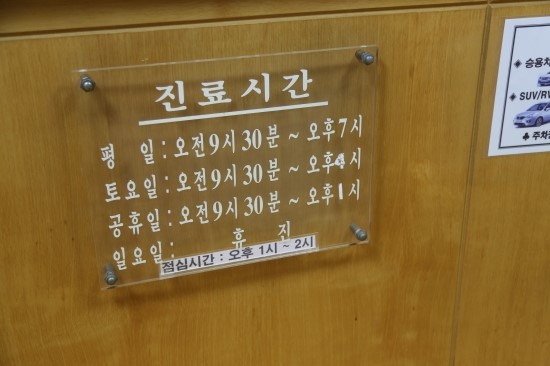 진료시간
평 일 : 오전 9시 30분 ~ 오후 7시
토요일 : 오전 9시 30분 ~ 오후 4시
공휴일 : 오전 9시 30분 ~ 오후 1시
일요일 : 휴 진
점심시간 : 오후 1시 ~ 2시
♠ 승용차
♠ SUV/RV
♣ 주차